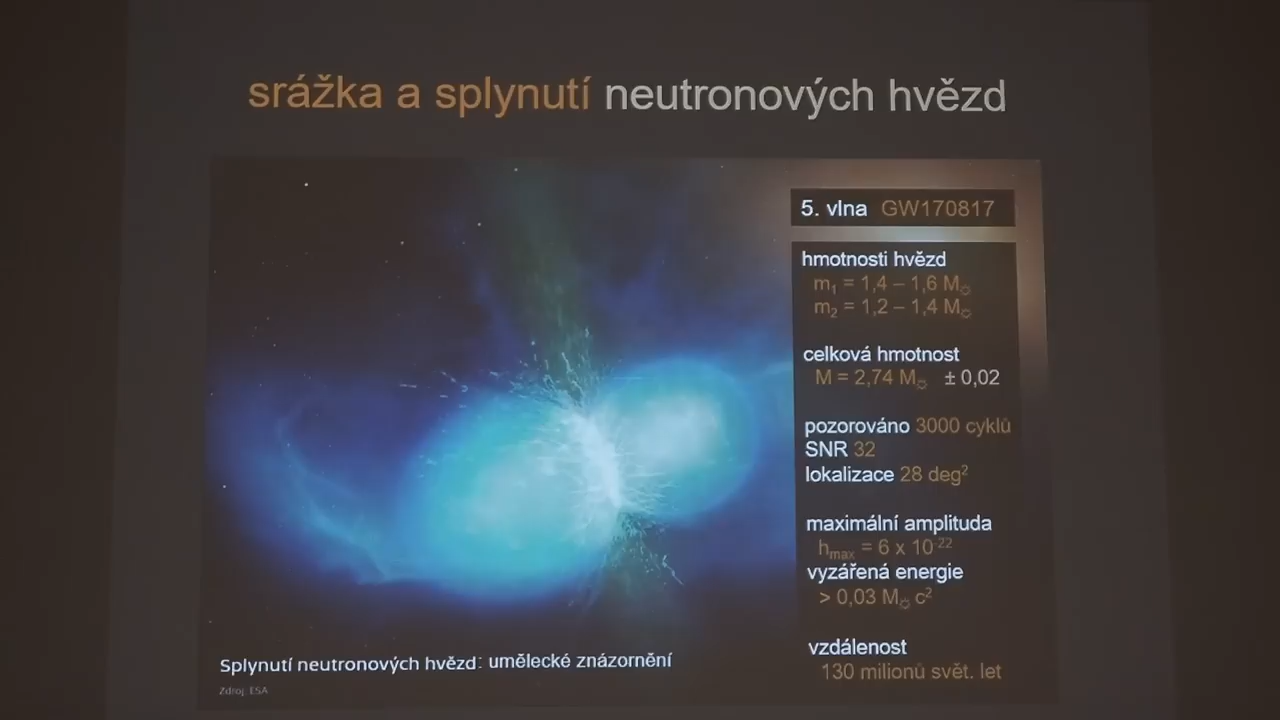 srážka a splynutí neutronových hvězd
5. vlna GW170817
hmotnosti hvězd
m₁ = 1,4 – 1,6 M☼
m₂ = 1,2 – 1,4 M☼
celková hmotnost
M = 2,74 M☼ ± 0,02
pozorováno 3000 cyklů
SNR 32
lokalizace 28 deg²
maximální amplituda
hmax = 6 x 10⁻²²
vyzářená energie
> 0,03 M☼ c²
vzdálenost
130 milionů svět. let
Splynutí neutronových hvězd: umělecké znázornění
Zdroj: ESA